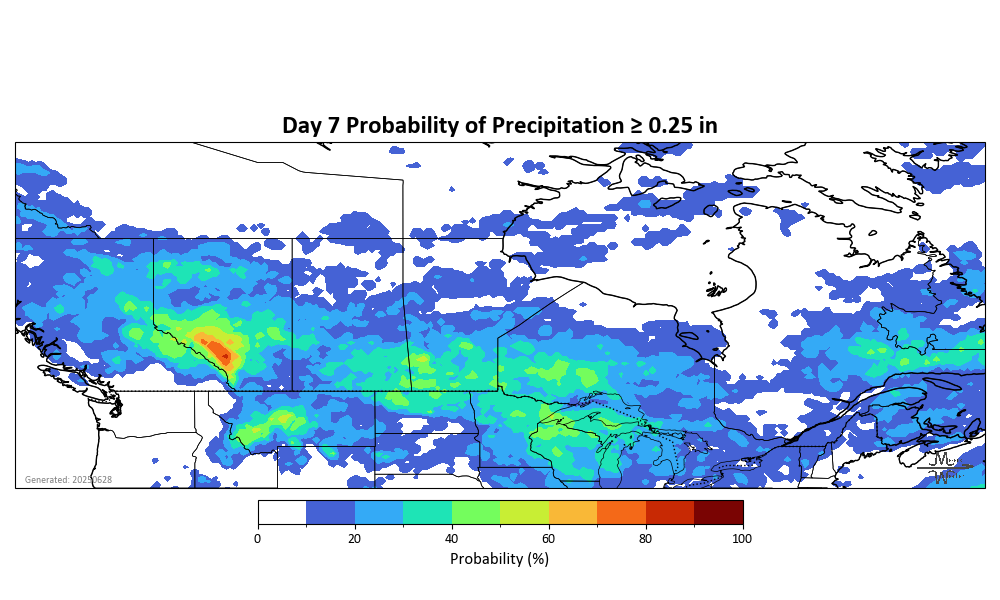 Day 7 Probability of Precipitation ≥ 0.25 in
Generated: 20250628
0 20 40 60 80 100
Probability (%)